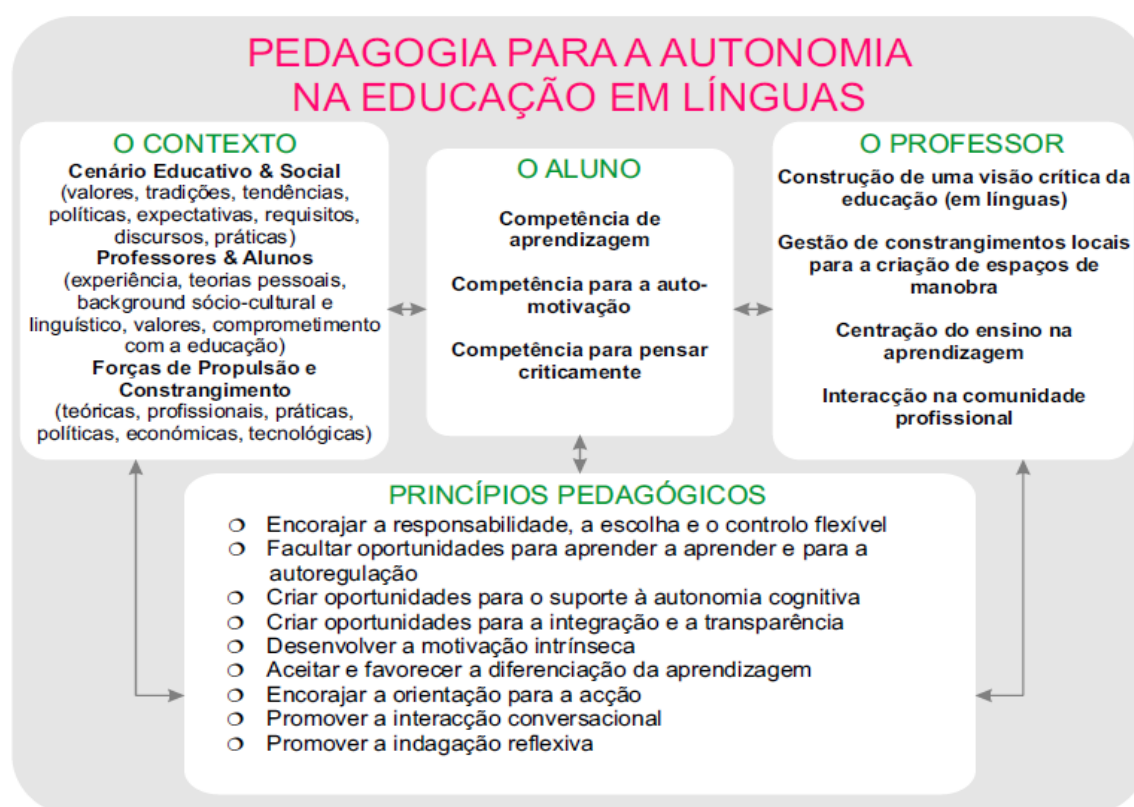 PEDAGOGIA PARA A AUTONOMIA
NA EDUCAÇÃO EM LÍNGUAS
O CONTEXTO
Cenário Educativo & Social
(valores, tradições, tendências,
políticas, expectativas, requisitos,
discursos, práticas)
Professores & Alunos
(experiência, teorias pessoais,
background sócio-cultural e
linguístico, valores, comprometimento
com a educação)
Forças de Propulsão e
Constrangimento
(teóricas, profissionais, práticas,
políticas, económicas, tecnológicas)
O ALUNO
Competência de
aprendizagem
Competência para a auto-
motivação
Competência para pensar
criticamente
O PROFESSOR
Construção de uma visão crítica da
educação (em línguas)
Gestão de constrangimentos locais
para a criação de espaços de
manobra
Centração do ensino na
aprendizagem
Interacção na comunidade
profissional
PRINCÍPIOS PEDAGÓGICOS
Encorajar a responsabilidade, a escolha e o controlo flexível
Facultar oportunidades para aprender a aprender e para a
autoregulação
Criar oportunidades para o suporte à autonomia cognitiva
Criar oportunidades para a integração e a transparência
Desenvolver a motivação intrínseca
Aceitar e favorecer a diferenciação da aprendizagem
Encorajar a orientação para a acção
Promover a interacção conversacional
Promover a indagação reflexiva